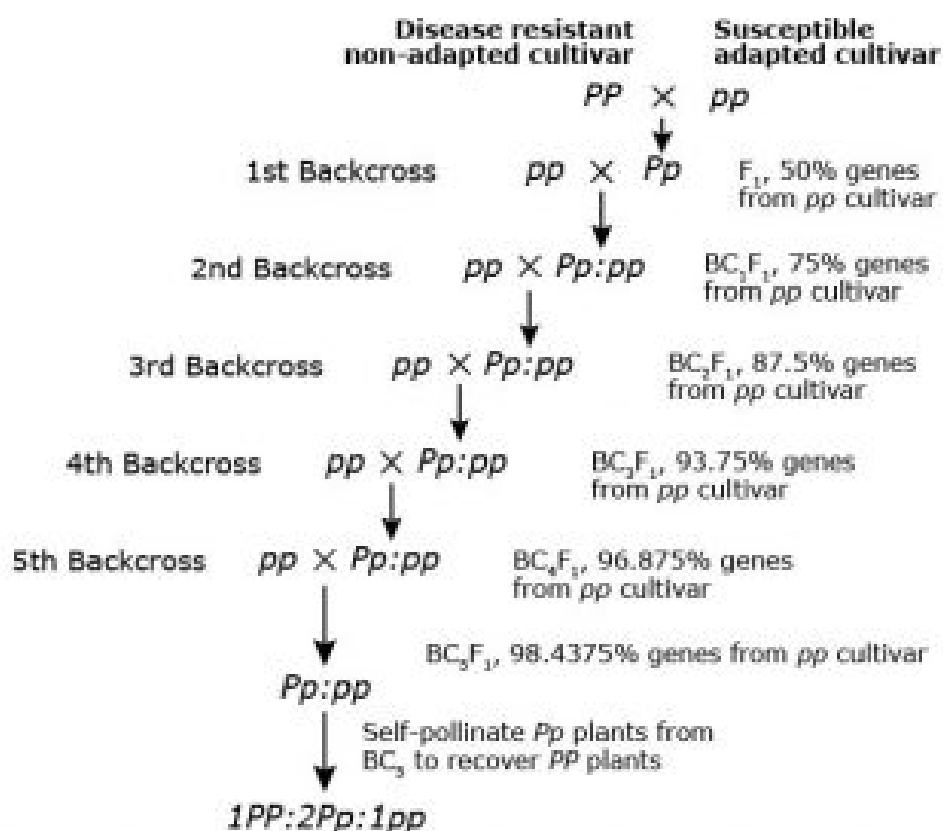 Disease resistant non-adapted cultivar
Susceptible adapted cultivar
PP × pp
1st Backcross pp × Pp F₁, 50% genes from pp cultivar
2nd Backcross pp × Pp:pp BC₁F₁, 75% genes from pp cultivar
3rd Backcross pp × Pp:pp BC₂F₁, 87.5% genes from pp cultivar
4th Backcross pp × Pp:pp BC₃F₁, 93.75% genes from pp cultivar
5th Backcross pp × Pp:pp BC₄F₁, 96.875% genes from pp cultivar
BC₅F₁, 98.4375% genes from pp cultivar
Pp:pp
Self-pollinate Pp plants from
BC₅ to recover PP plants
1PP:2Pp:1pp